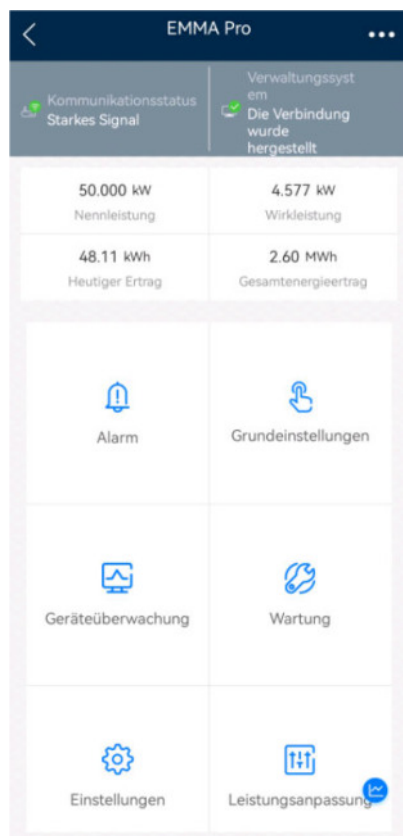 EMMA Pro
Kommunikationsstatus
Starkes Signal
Verwaltungssyst
em
Die Verbindung
wurde
hergestellt
50.000 kW
Nennleistung
4.577 kW
Wirkleistung
48.11 kWh
Heutiger Ertrag
2.60 MWh
Gesamtenergieertrag
Alarm
Grundeinstellungen
Geräteüberwachung
Wartung
Einstellungen
Leistungsanpassung